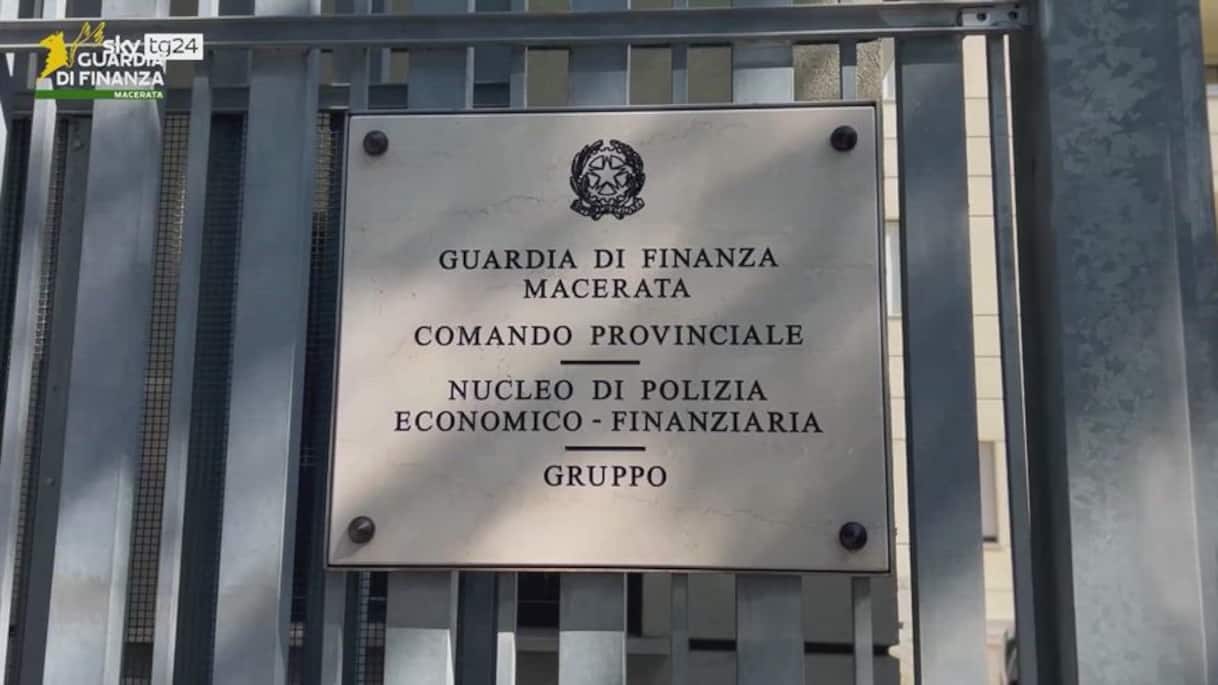 sky tg24
GUARDIA
DI FINANZA
MACERATA
GUARDIA DI FINANZA
MACERATA
COMANDO PROVINCIALE
NUCLEO DI POLIZIA
ECONOMICO - FINANZIARIA
GRUPPO